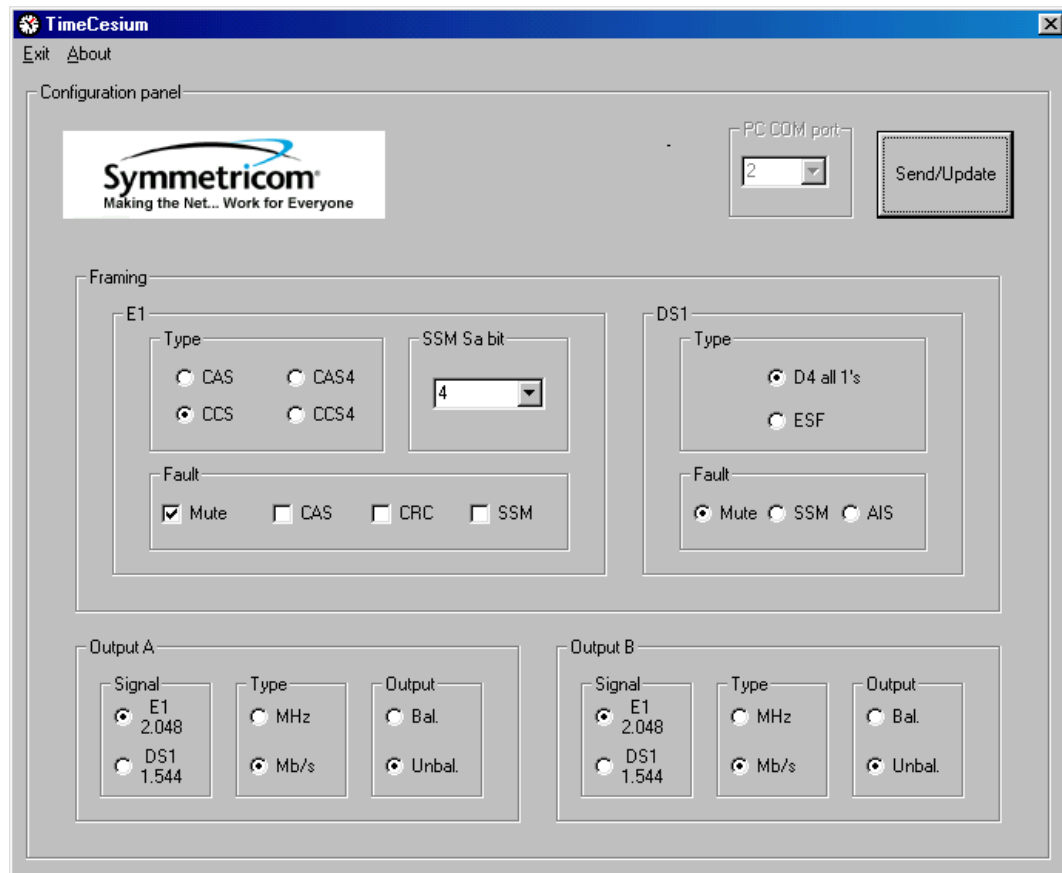 TimeCesium
Exit About
Configuration panel
Symmetricom
Making the Net... Work for Everyone
PC COM port
2
Send/Update
Framing
E1
Type
CAS CAS4
CCS CCS4
SSM Sa bit
4
Fault
Mute CAS CRC SSM
DS1
Type
D4 all 1's
ESF
Fault
Mute SSM AIS
Output A
Signal
E1
2.048
DS1
1.544
Type
MHz
Mb/s
Output
Bal.
Unbal.
Output B
Signal
E1
2.048
DS1
1.544
Type
MHz
Mb/s
Output
Bal.
Unbal.